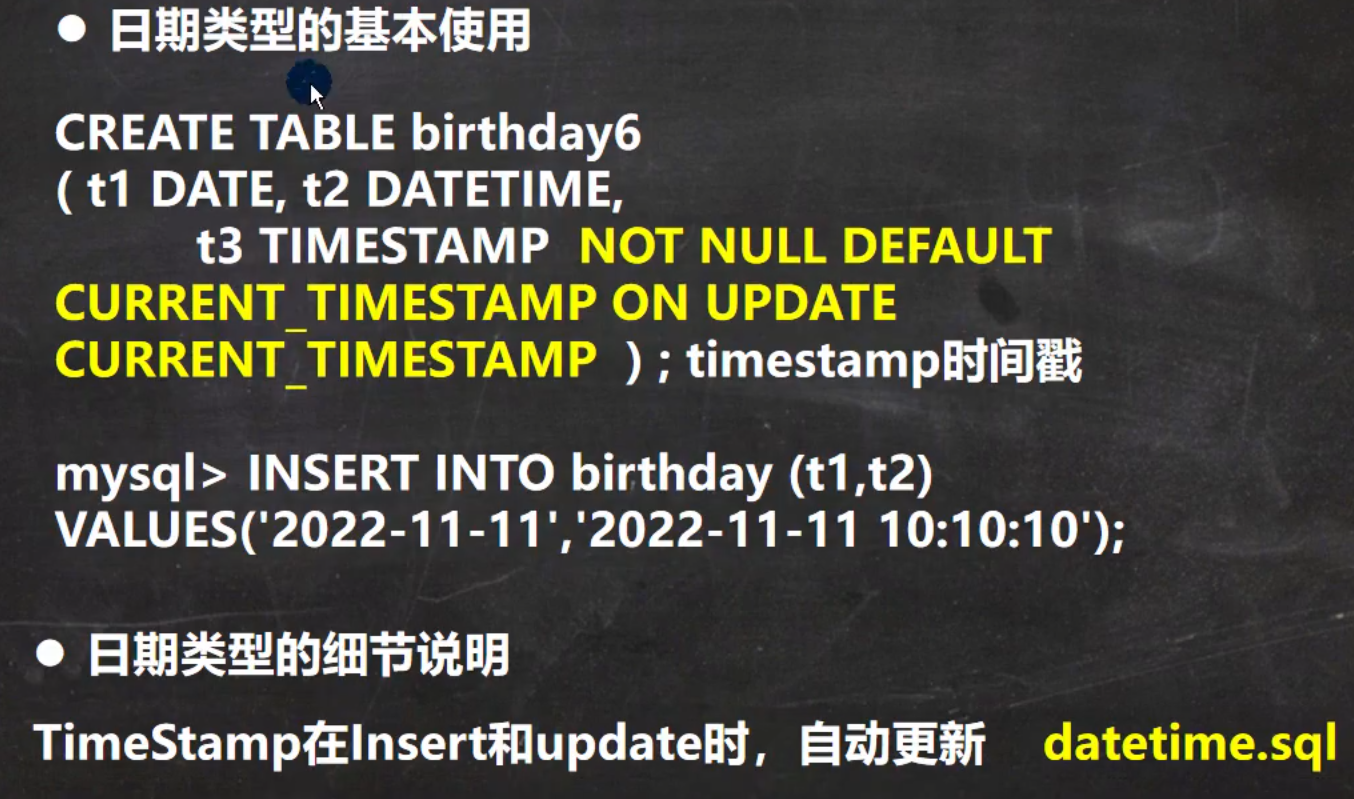 ● 日期类型的基本使用
CREATE TABLE birthday6
( t1 DATE, t2 DATETIME,
t3 TIMESTAMP NOT NULL DEFAULT
CURRENT_TIMESTAMP ON UPDATE
CURRENT_TIMESTAMP ) ; timestamp时间戳
mysql> INSERT INTO birthday (t1,t2)
VALUES('2022-11-11','2022-11-11 10:10:10');
● 日期类型的细节说明
TimeStamp在Insert和update时，自动更新 datetime.sql